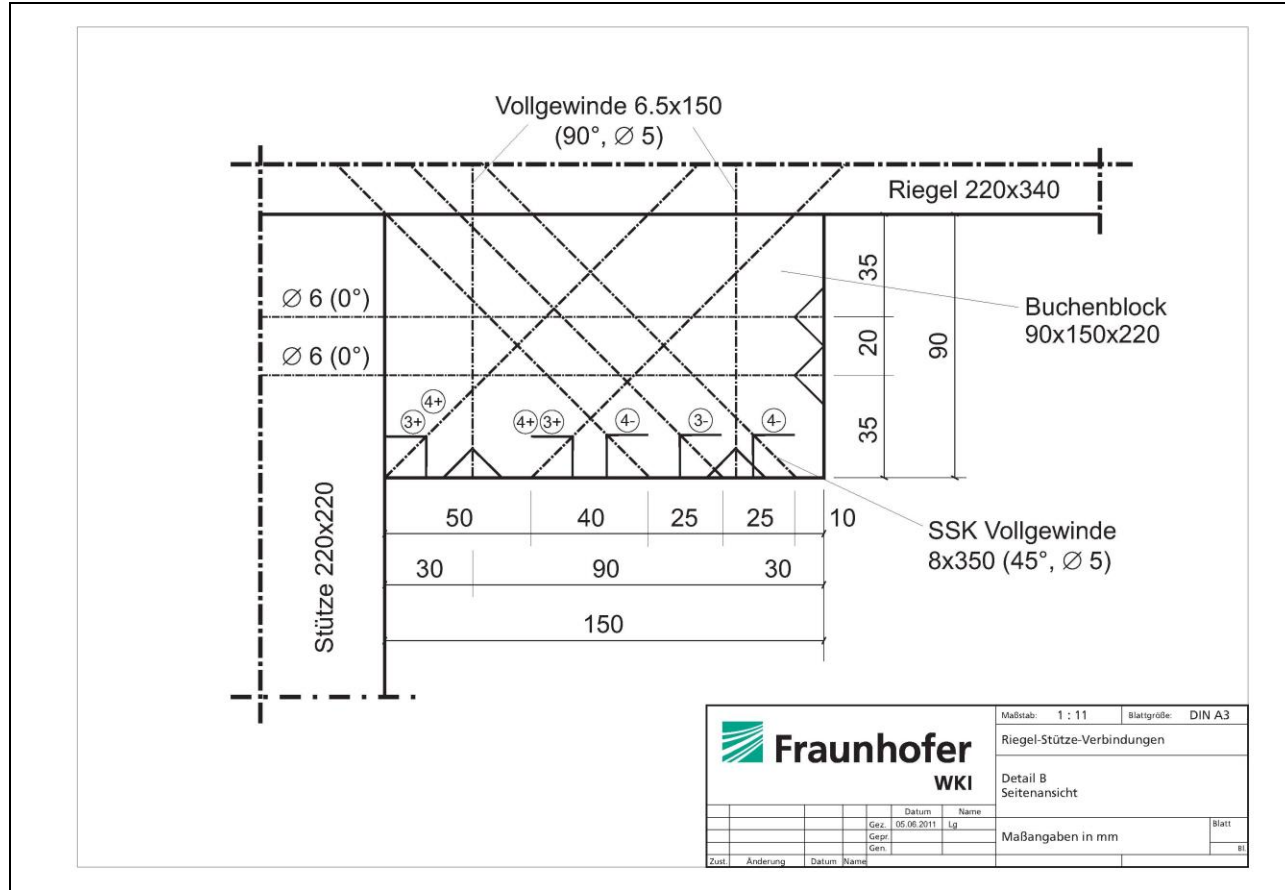 Vollgewinde 6.5x150
(90°, ∅ 5)
Riegel 220x340
∅ 6 (0°)
∅ 6 (0°)
35
20
35
90
Buchenblock
90x150x220
4+
3+
4+ 3+
4-
3-
4-
50 40 25 25 10
30 90 30
150
SSK Vollgewinde
8x350 (45°, ∅ 5)
Stütze 220x220
Fraunhofer
WKI
Maßstab: 1 : 11 Blattgröße: DIN A3
Riegel-Stütze-Verbindungen
Detail B
Seitenansicht
Datum Name
Gez. 05.06.2011 Lg
Gepr.
Gen.
Maßangaben in mm
Blatt
Bl.
Zust. Änderung Datum Name